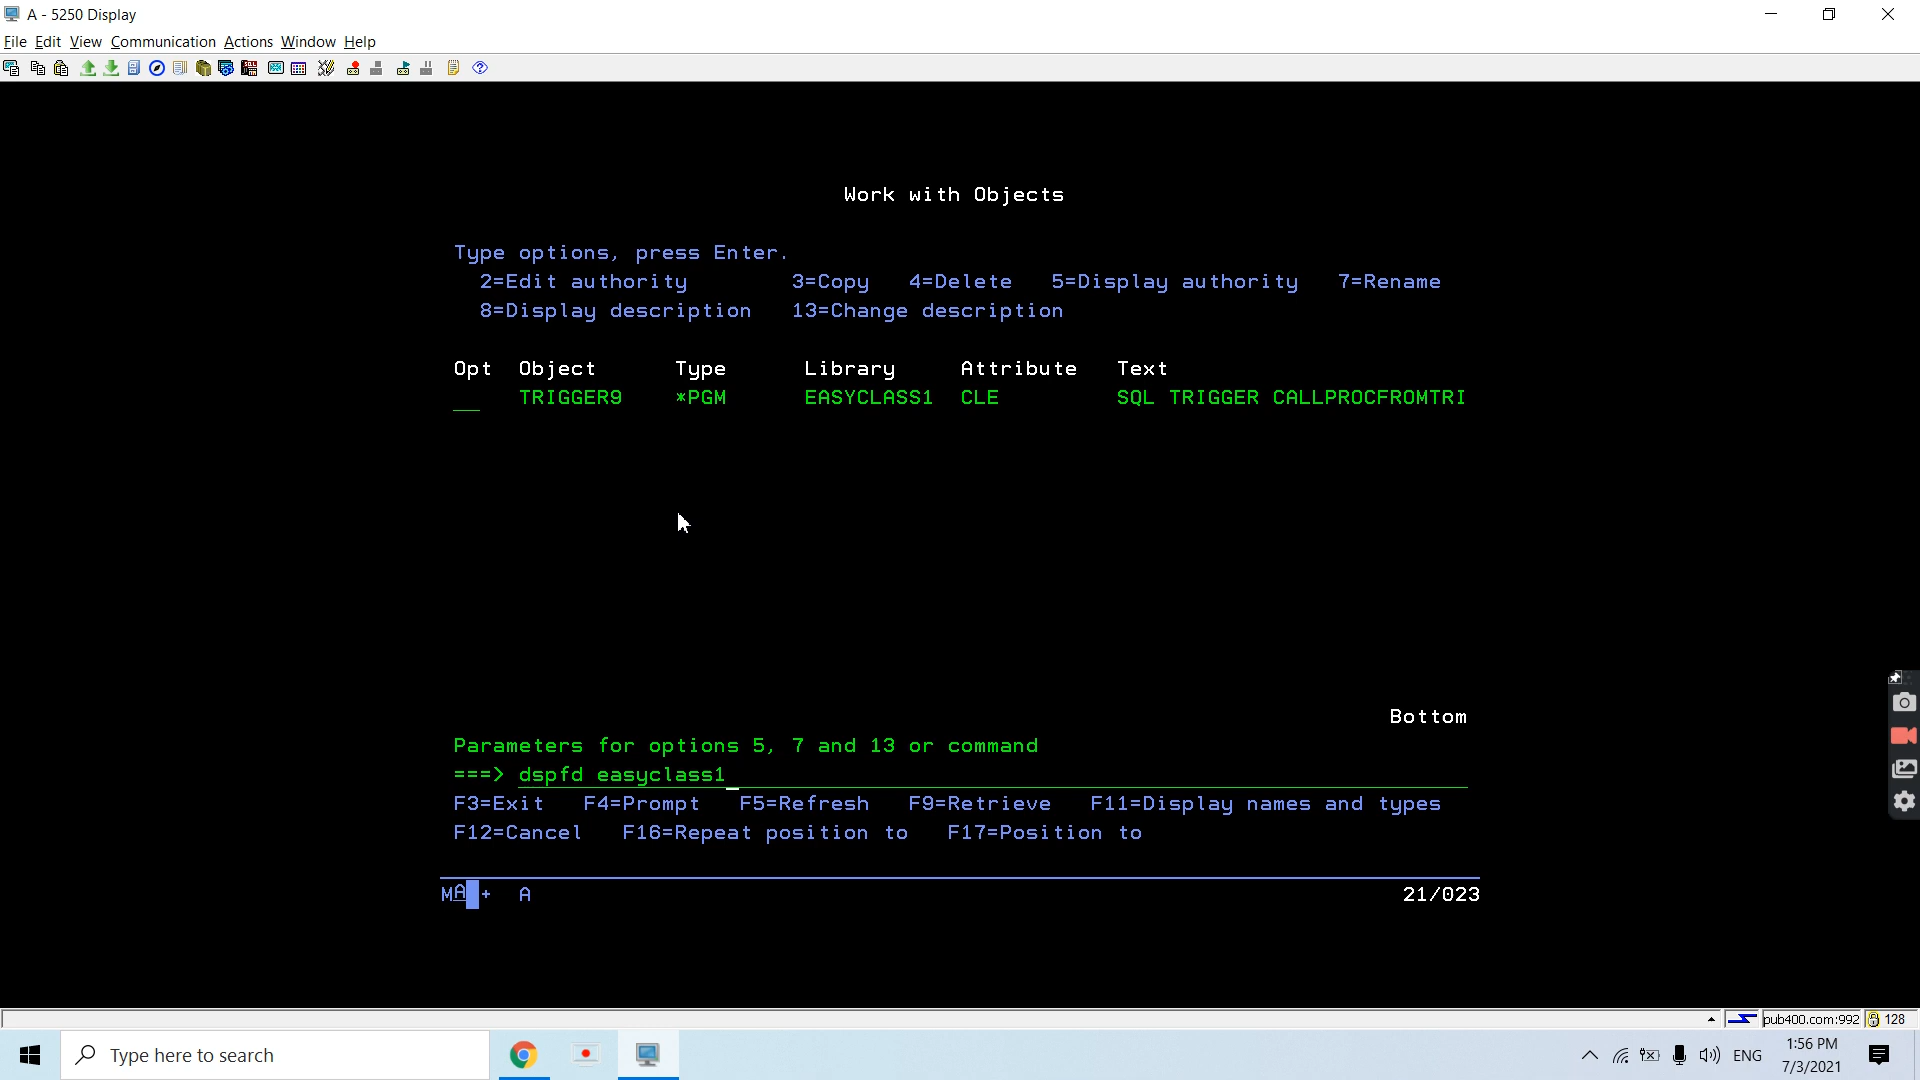 A - 5250 Display
File Edit View Communication Actions Window Help
Work with Objects
Type options, press Enter.
2=Edit authority 3=Copy 4=Delete 5=Display authority 7=Rename
8=Display description 13=Change description
Opt Object Type Library Attribute Text
__ TRIGGER9 *PGM EASYCLASS1 CLE SQL TRIGGER CALLPROCFROMTRI
Bottom
Parameters for options 5, 7 and 13 or command
===> dspfd easyclass1_
F3=Exit F4=Prompt F5=Refresh F9=Retrieve F11=Display names and types
F12=Cancel F16=Repeat position to F17=Position to
MA + A 21/023
pub400.com:992 128
Type here to search
ENG
1:56 PM
7/3/2021